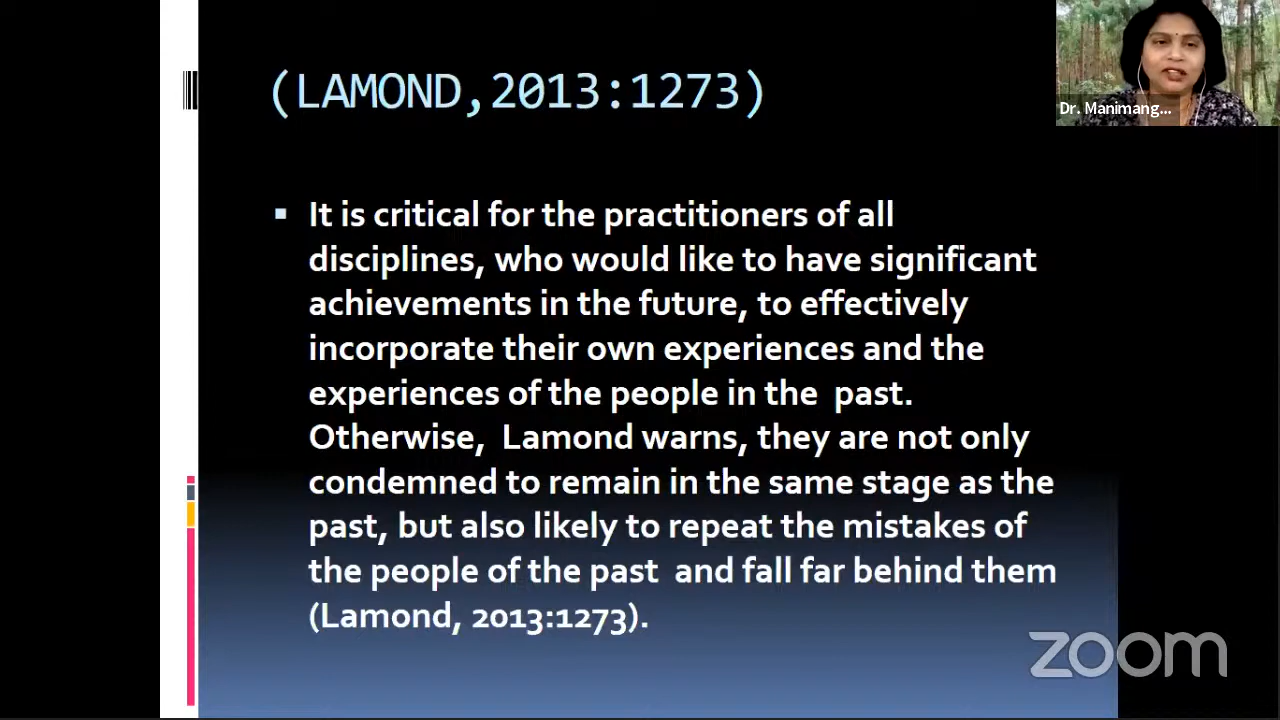 (LAMOND,2013:1273)
Dr. Manimang...
▪ It is critical for the practitioners of all
disciplines, who would like to have significant
achievements in the future, to effectively
incorporate their own experiences and the
experiences of the people in the  past.
Otherwise,  Lamond warns, they are not only
condemned to remain in the same stage as the
past, but also likely to repeat the mistakes of
the people of the past  and fall far behind them
(Lamond, 2013:1273).
zoom